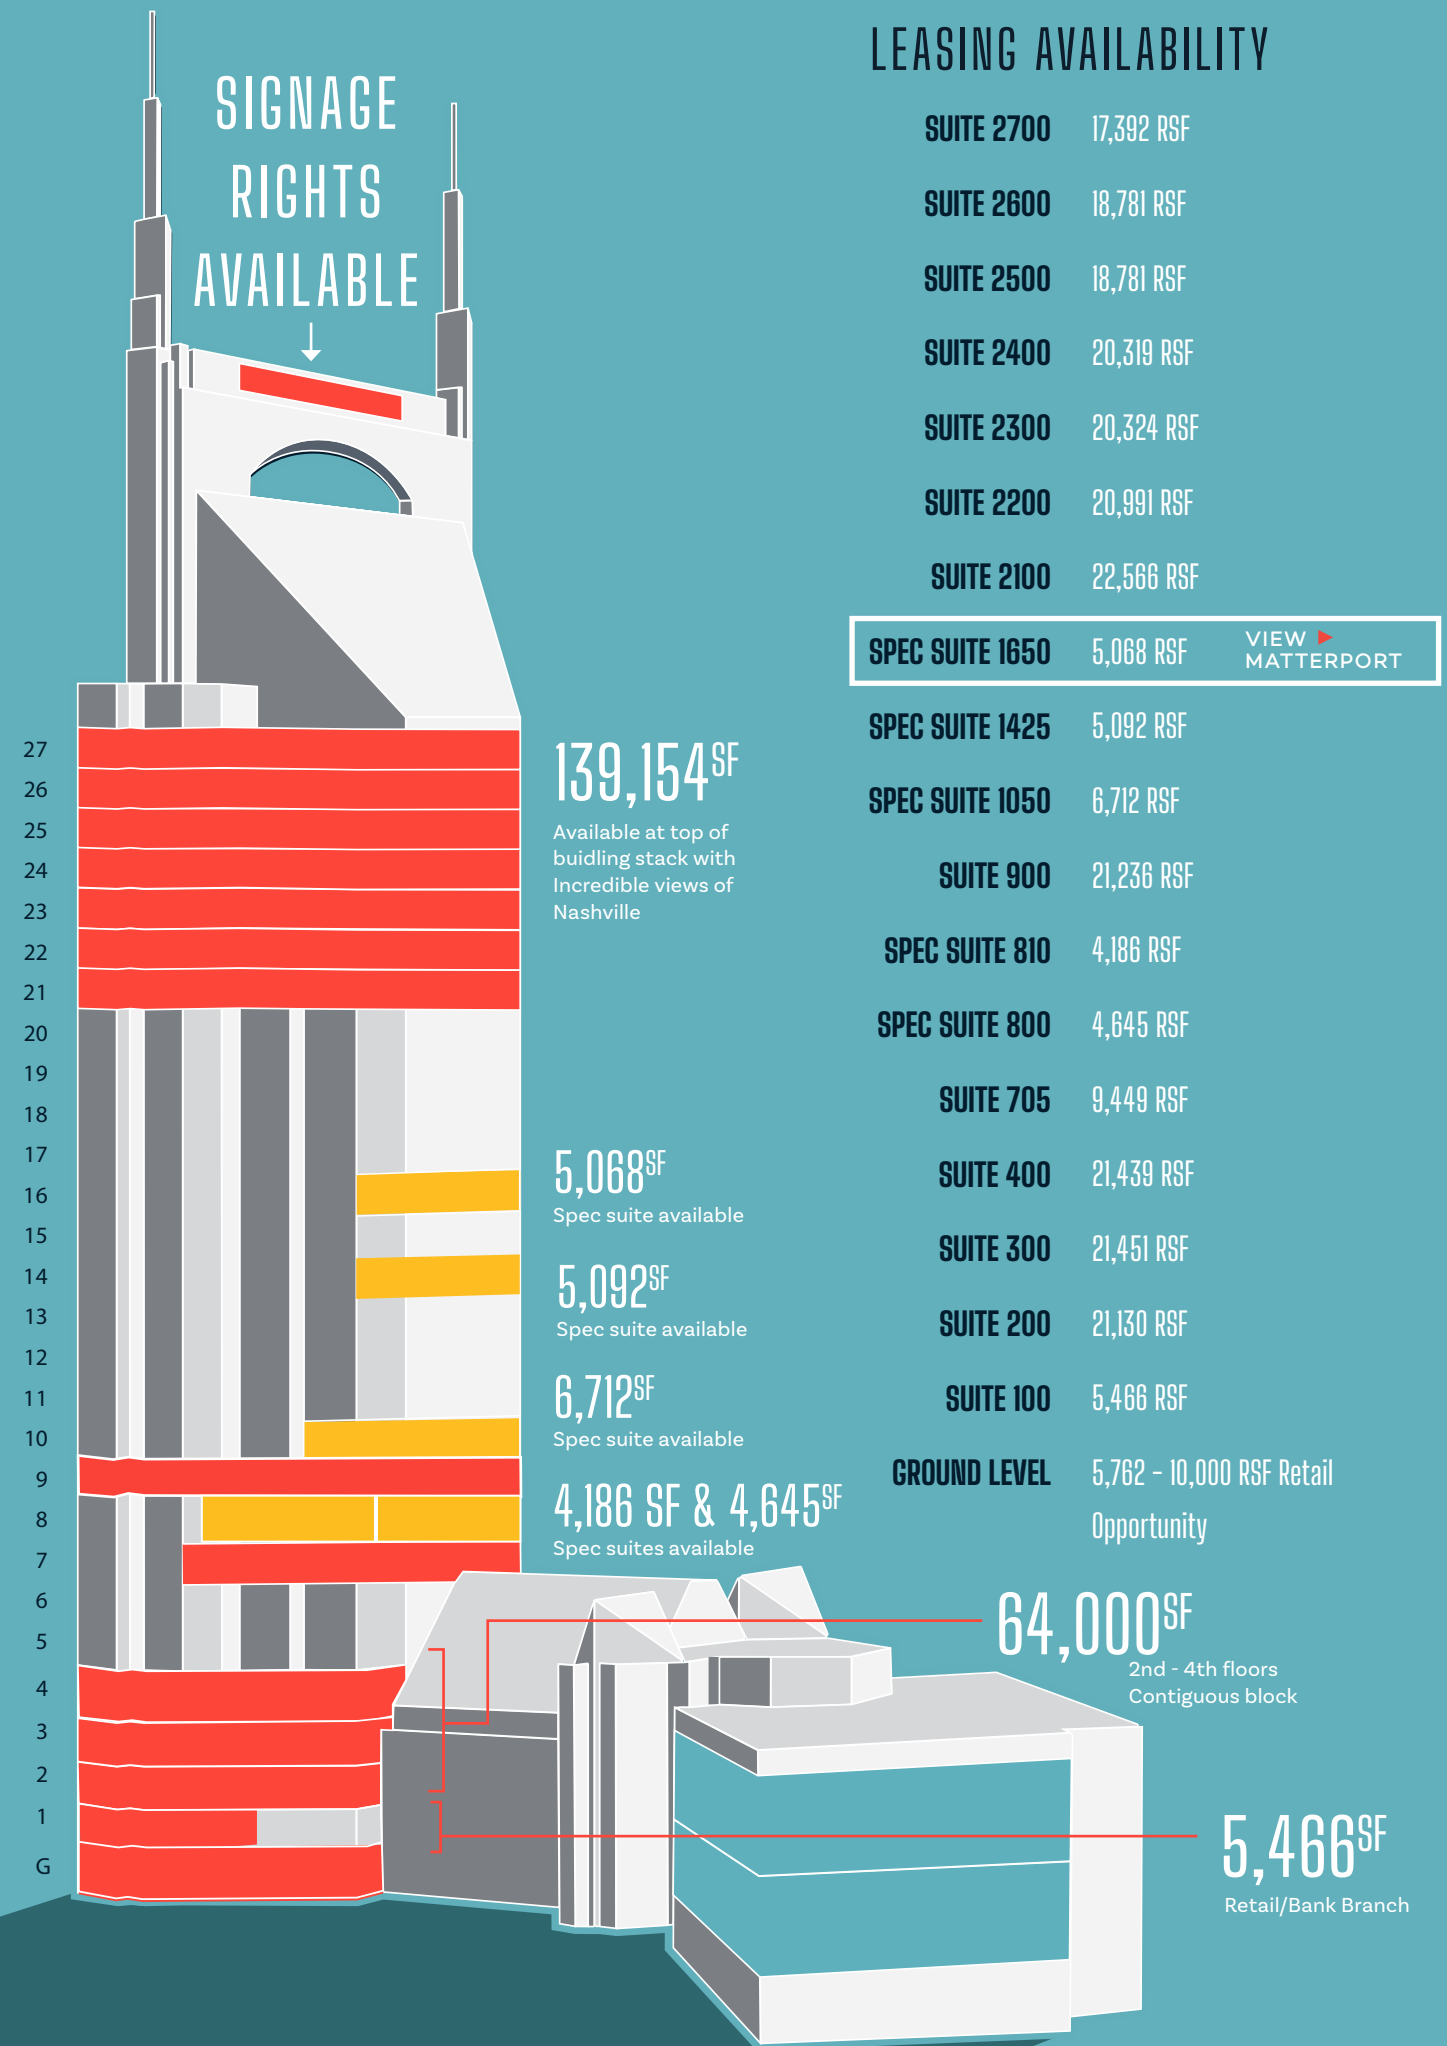 SIGNAGE
RIGHTS
AVAILABLE
LEASING AVAILABILITY
SUITE 2700 17,392 RSF
SUITE 2600 18,781 RSF
SUITE 2500 18,781 RSF
SUITE 2400 20,319 RSF
SUITE 2300 20,324 RSF
SUITE 2200 20,991 RSF
SUITE 2100 22,566 RSF
SPEC SUITE 1650 5,068 RSF VIEW
MATTERPORT
SPEC SUITE 1425 5,092 RSF
SPEC SUITE 1050 6,712 RSF
SUITE 900 21,236 RSF
SPEC SUITE 810 4,186 RSF
SPEC SUITE 800 4,645 RSF
SUITE 705 9,449 RSF
SUITE 400 21,439 RSF
SUITE 300 21,451 RSF
SUITE 200 21,130 RSF
SUITE 100 5,466 RSF
GROUND LEVEL 5,762 - 10,000 RSF Retail
Opportunity
27
26
25
24
23
22
21
20
19
18
17
16
15
14
13
12
11
10
9
8
7
6
5
4
3
2
1
G
139,154SF
Available at top of
buidling stack with
Incredible views of
Nashville
5,068SF
Spec suite available
5,092SF
Spec suite available
6,712SF
Spec suite available
4,186 SF & 4,645SF
Spec suites available
64,000SF
2nd - 4th floors
Contiguous block
5,466SF
Retail/Bank Branch